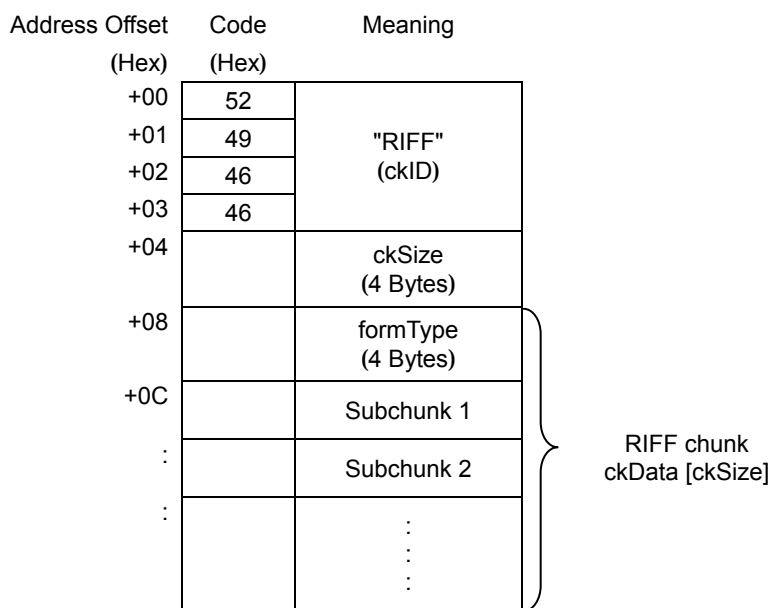 Address Offset Code Meaning
(Hex) (Hex)
+00 52
+01 49 "RIFF"
+02 46 (ckID)
+03 46
+04 ckSize
(4 Bytes)
+08 formType
(4 Bytes)
+0C Subchunk 1
: Subchunk 2
: :
:
:
RIFF chunk
ckData [ckSize]